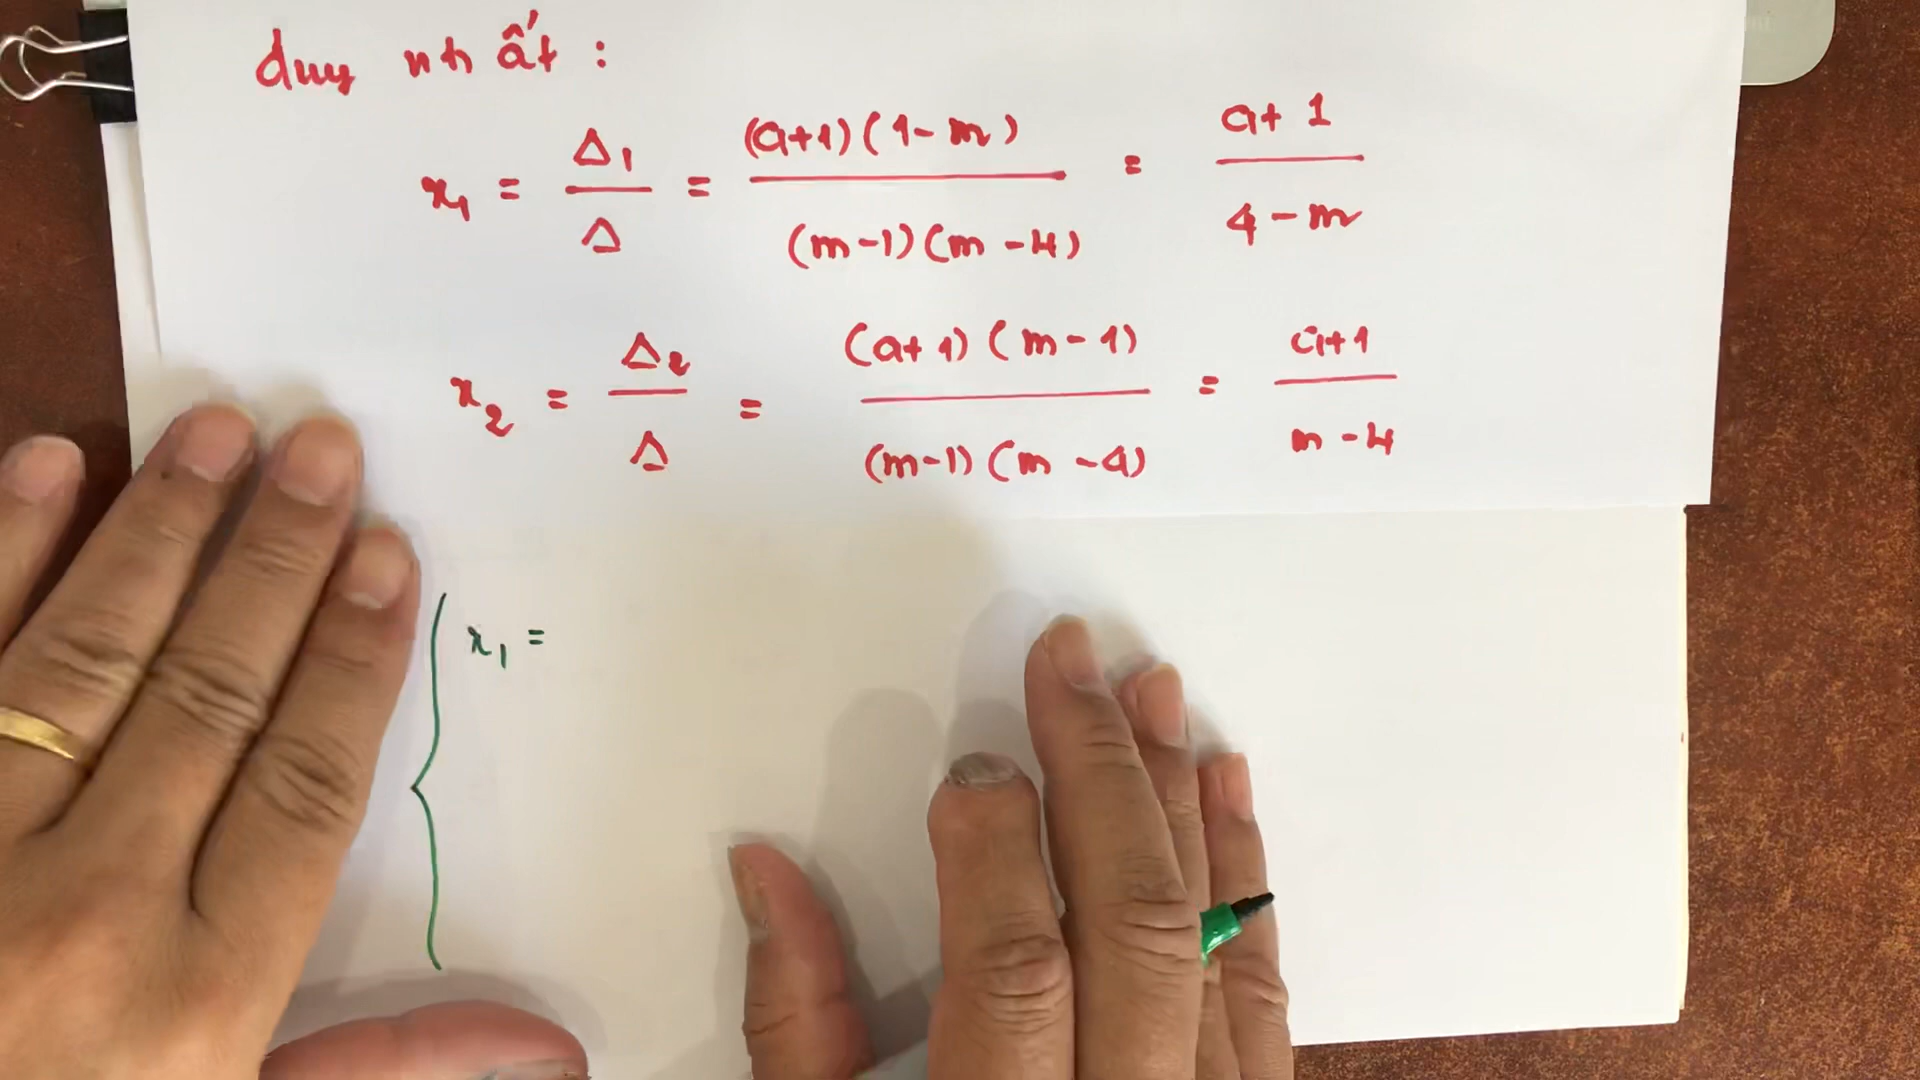 duy nhất :
x₁ = Δ₁/Δ = (a+1)(1-m)/(m-1)(m-4) = a+1/4-m
x₂ = Δ₂/Δ = (a+1)(m-1)/(m-1)(m-4) = a+1/m-4
{ x₁ =